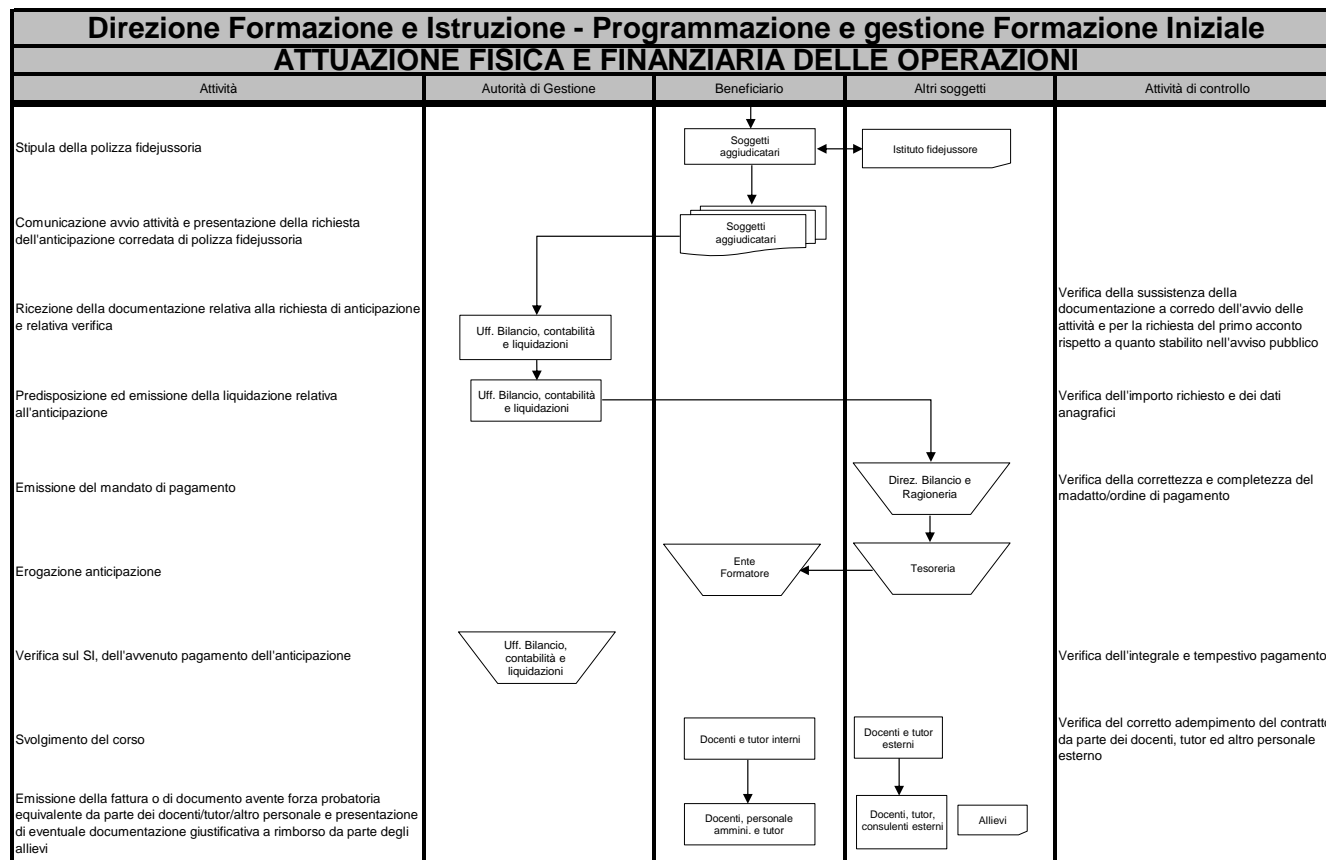 Direzione Formazione e Istruzione - Programmazione e gestione Formazione Iniziale
ATTUAZIONE FISICA E FINANZIARIA DELLE OPERAZIONI
Attività
Autorità di Gestione
Beneficiario
Altri soggetti
Attività di controllo
Stipula della polizza fidejussoria
Soggetti
aggiudicatari
Istituto fidejussore
Comunicazione avvio attività e presentazione della richiesta
dell'anticipazione corredata di polizza fidejussoria
Soggetti
aggiudicatari
Ricezione della documentazione relativa alla richiesta di anticipazione
e relativa verifica
Uff. Bilancio, contabilità
e liquidazioni
Verifica della sussistenza della
documentazione a corredo dell'avvio delle
attività e per la richiesta del primo acconto
rispetto a quanto stabilito nell'avviso pubblico
Predisposizione ed emissione della liquidazione relativa
all'anticipazione
Uff. Bilancio, contabilità
e liquidazioni
Verifica dell'importo richiesto e dei dati
anagrafici
Emissione del mandato di pagamento
Direz. Bilancio e
Ragioneria
Verifica della correttezza e completezza del
madatto/ordine di pagamento
Erogazione anticipazione
Ente
Formatore
Tesoreria
Verifica sul SI, dell'avvenuto pagamento dell'anticipazione
Uff. Bilancio,
contabilità e
liquidazioni
Verifica dell'integrale e tempestivo pagamento
Svolgimento del corso
Docenti e tutor interni
Docenti e tutor
esterni
Verifica del corretto adempimento del contratto
da parte dei docenti, tutor ed altro personale
esterno
Emissione della fattura o di documento avente forza probatoria
equivalente da parte dei docenti/tutor/altro personale e presentazione
di eventuale documentazione giustificativa a rimborso da parte degli
allievi
Docenti, personale
ammini. e tutor
Docenti, tutor,
consulenti esterni
Allievi